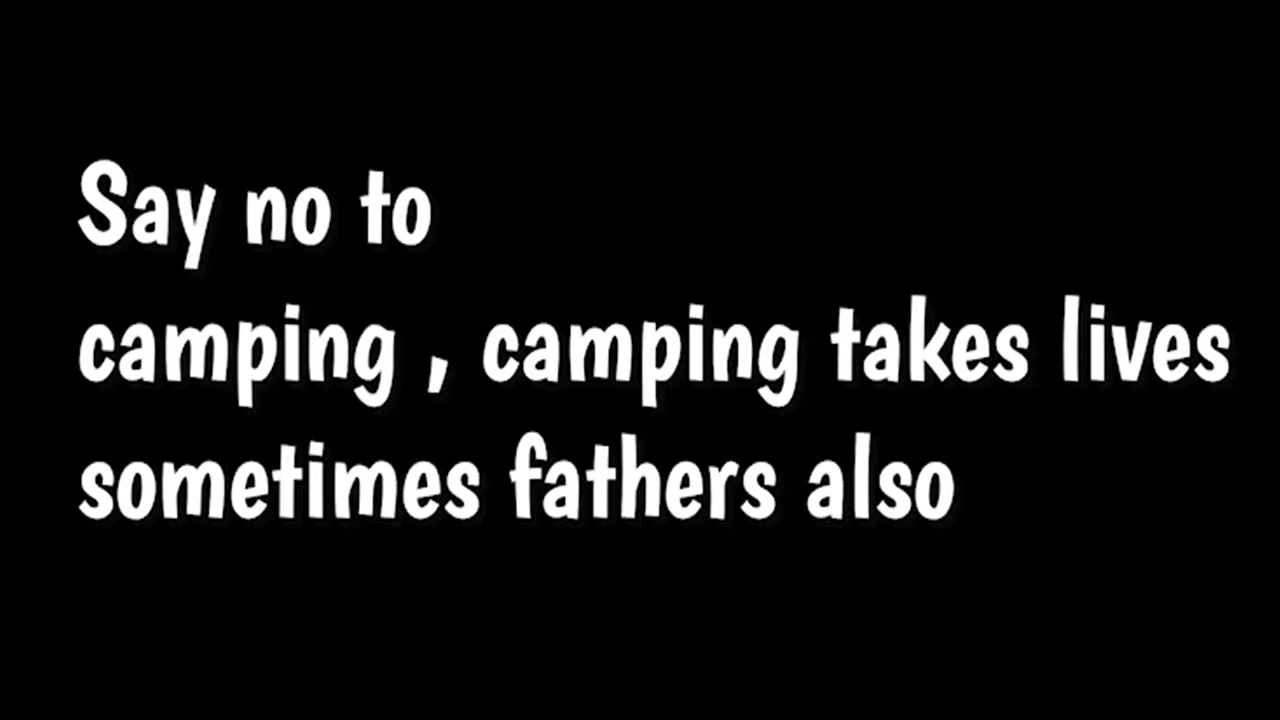 Say no to
camping , camping takes lives
sometimes fathers also